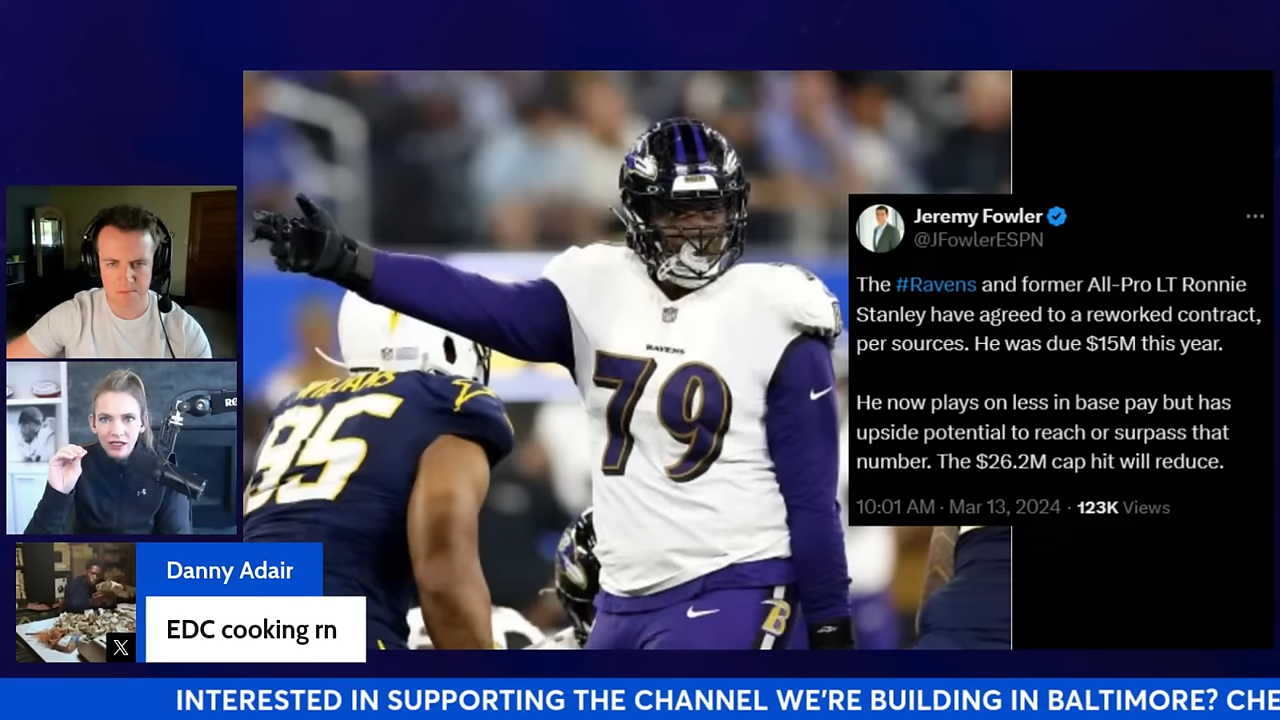 Jeremy Fowler
@JFowlerESPN
The #Ravens and former All-Pro LT Ronnie
Stanley have agreed to a reworked contract,
per sources. He was due $15M this year.
He now plays on less in base pay but has
upside potential to reach or surpass that
number. The $26.2M cap hit will reduce.
10:01 AM · Mar 13, 2024 · 123K Views
RAVENS
79
WILLIAMS
95
Danny Adair
EDC cooking rn
INTERESTED IN SUPPORTING THE CHANNEL WE'RE BUILDING IN BALTIMORE? CHE